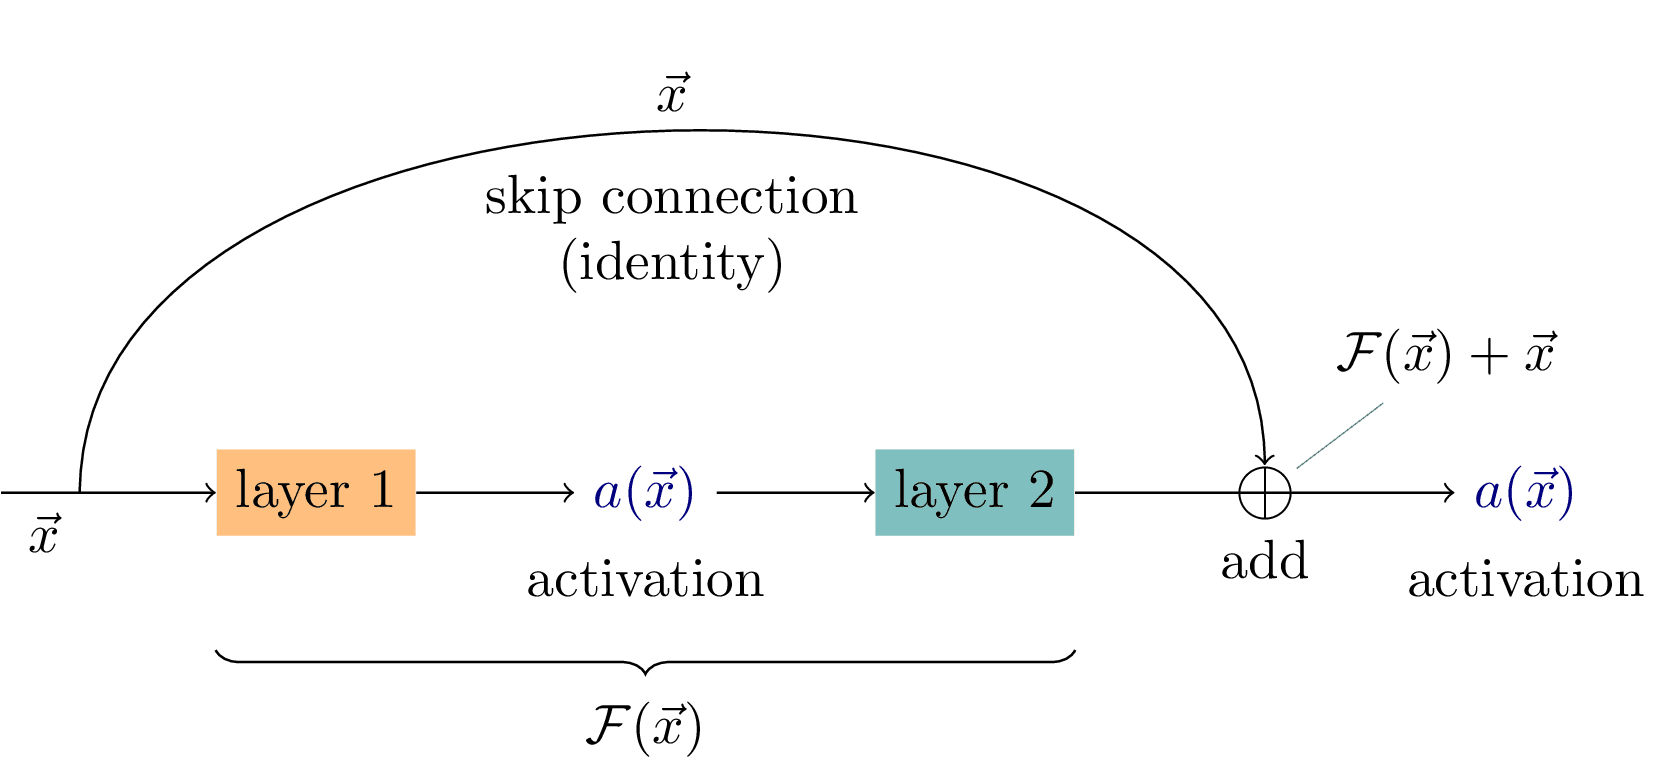 $\vec{x}$
skip connection
(identity)
$\mathcal{F}(\vec{x}) + \vec{x}$
$\vec{x}$
layer 1
$a(\vec{x})$
activation
layer 2
add
$a(\vec{x})$
activation
$\mathcal{F}(\vec{x})$